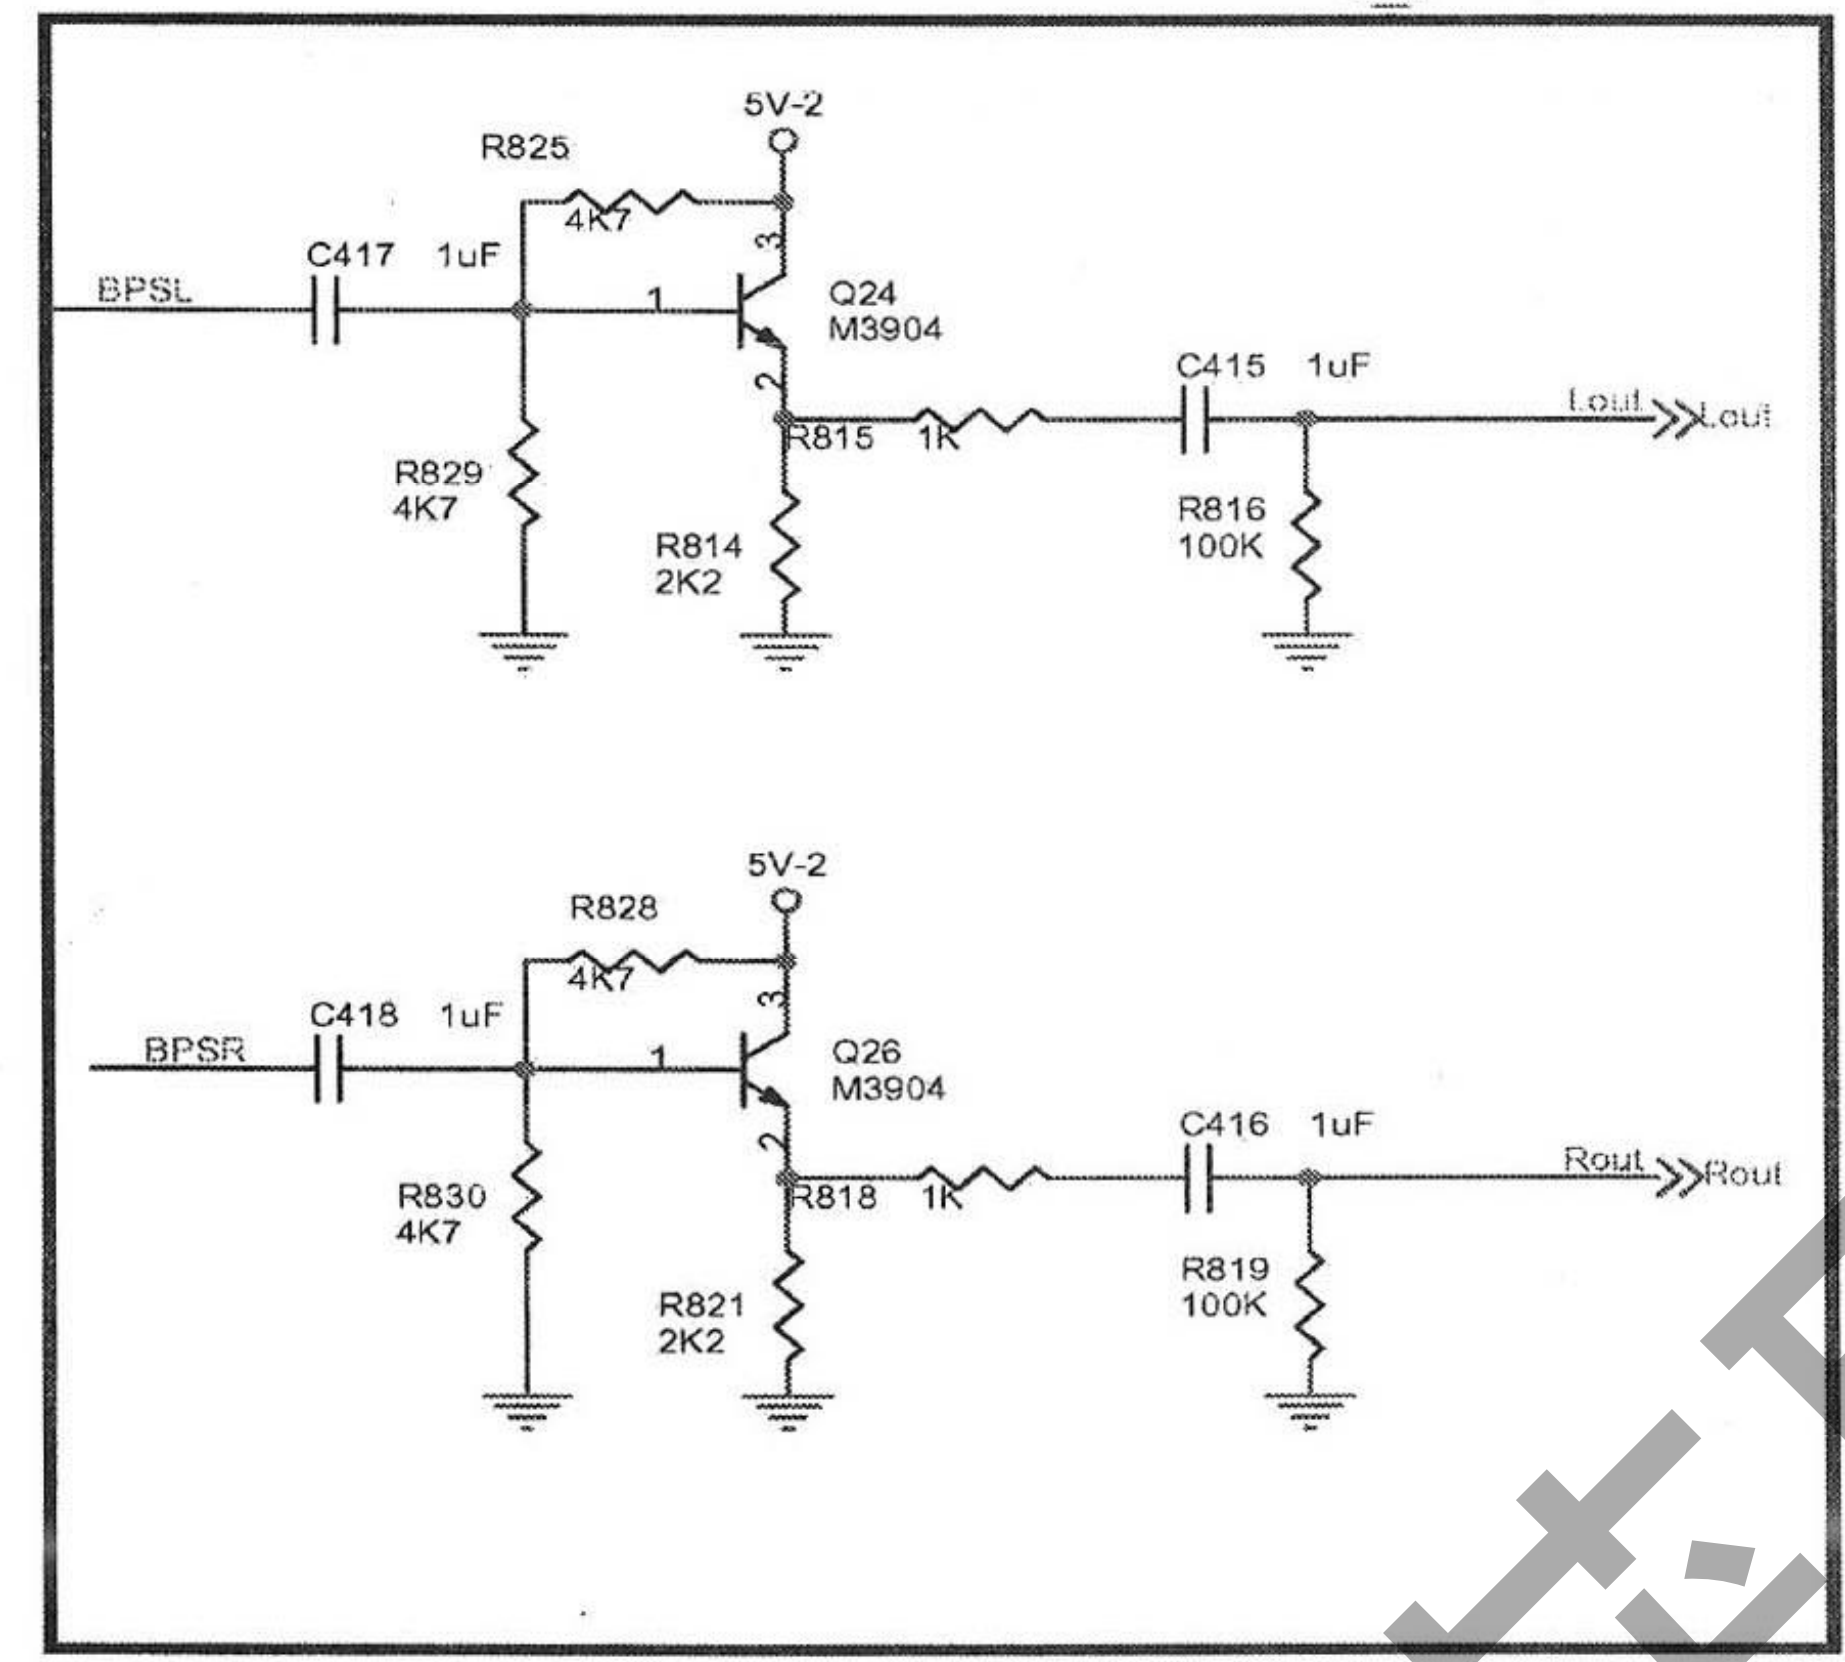 5V-2
R825
4K7
3
C417 1uF
BPSL
1
Q24
M3904
2
C415 1uF
Lout
Lout
R815 1K
R829
4K7
R814
2K2
R816
100K
5V-2
R828
4K7
3
C418 1uF
BPSR
1
Q26
M3904
2
C416 1uF
Rout
Rout
R818 1K
R830
4K7
R821
2K2
R819
100K